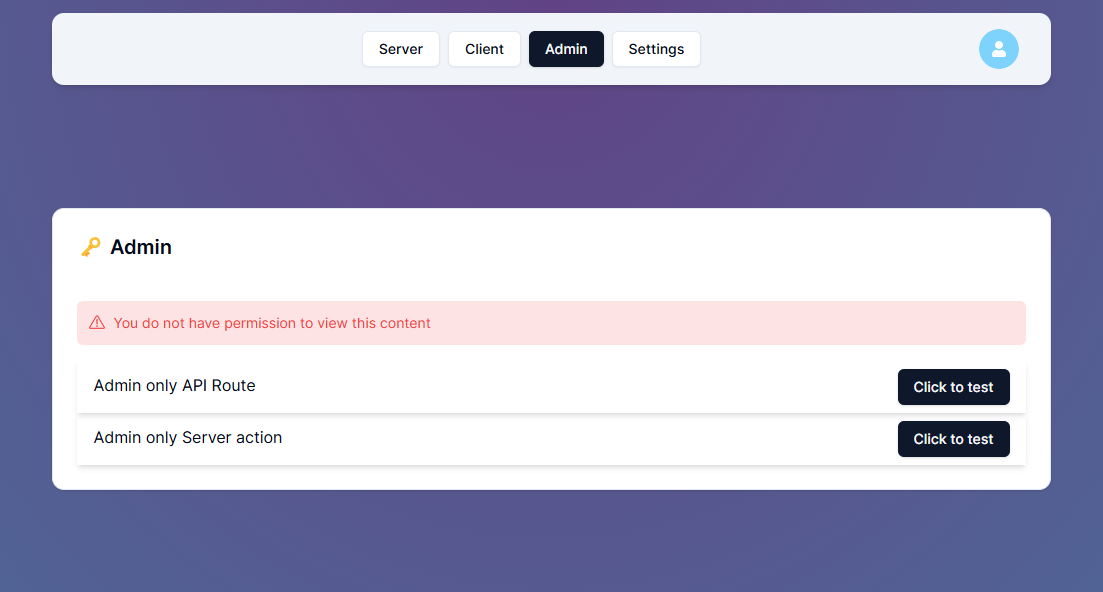 Server
Client
Admin
Settings
Admin
You do not have permission to view this content
Admin only API Route
Click to test
Admin only Server action
Click to test